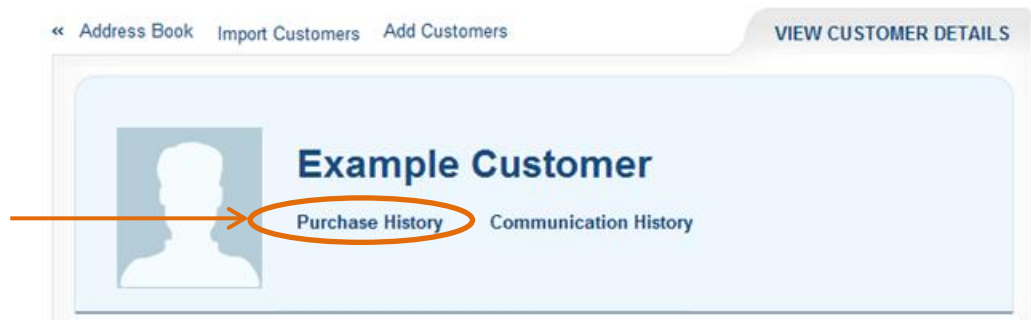 « Address Book Import Customers Add Customers VIEW CUSTOMER DETAILS
Example Customer
Purchase History Communication History